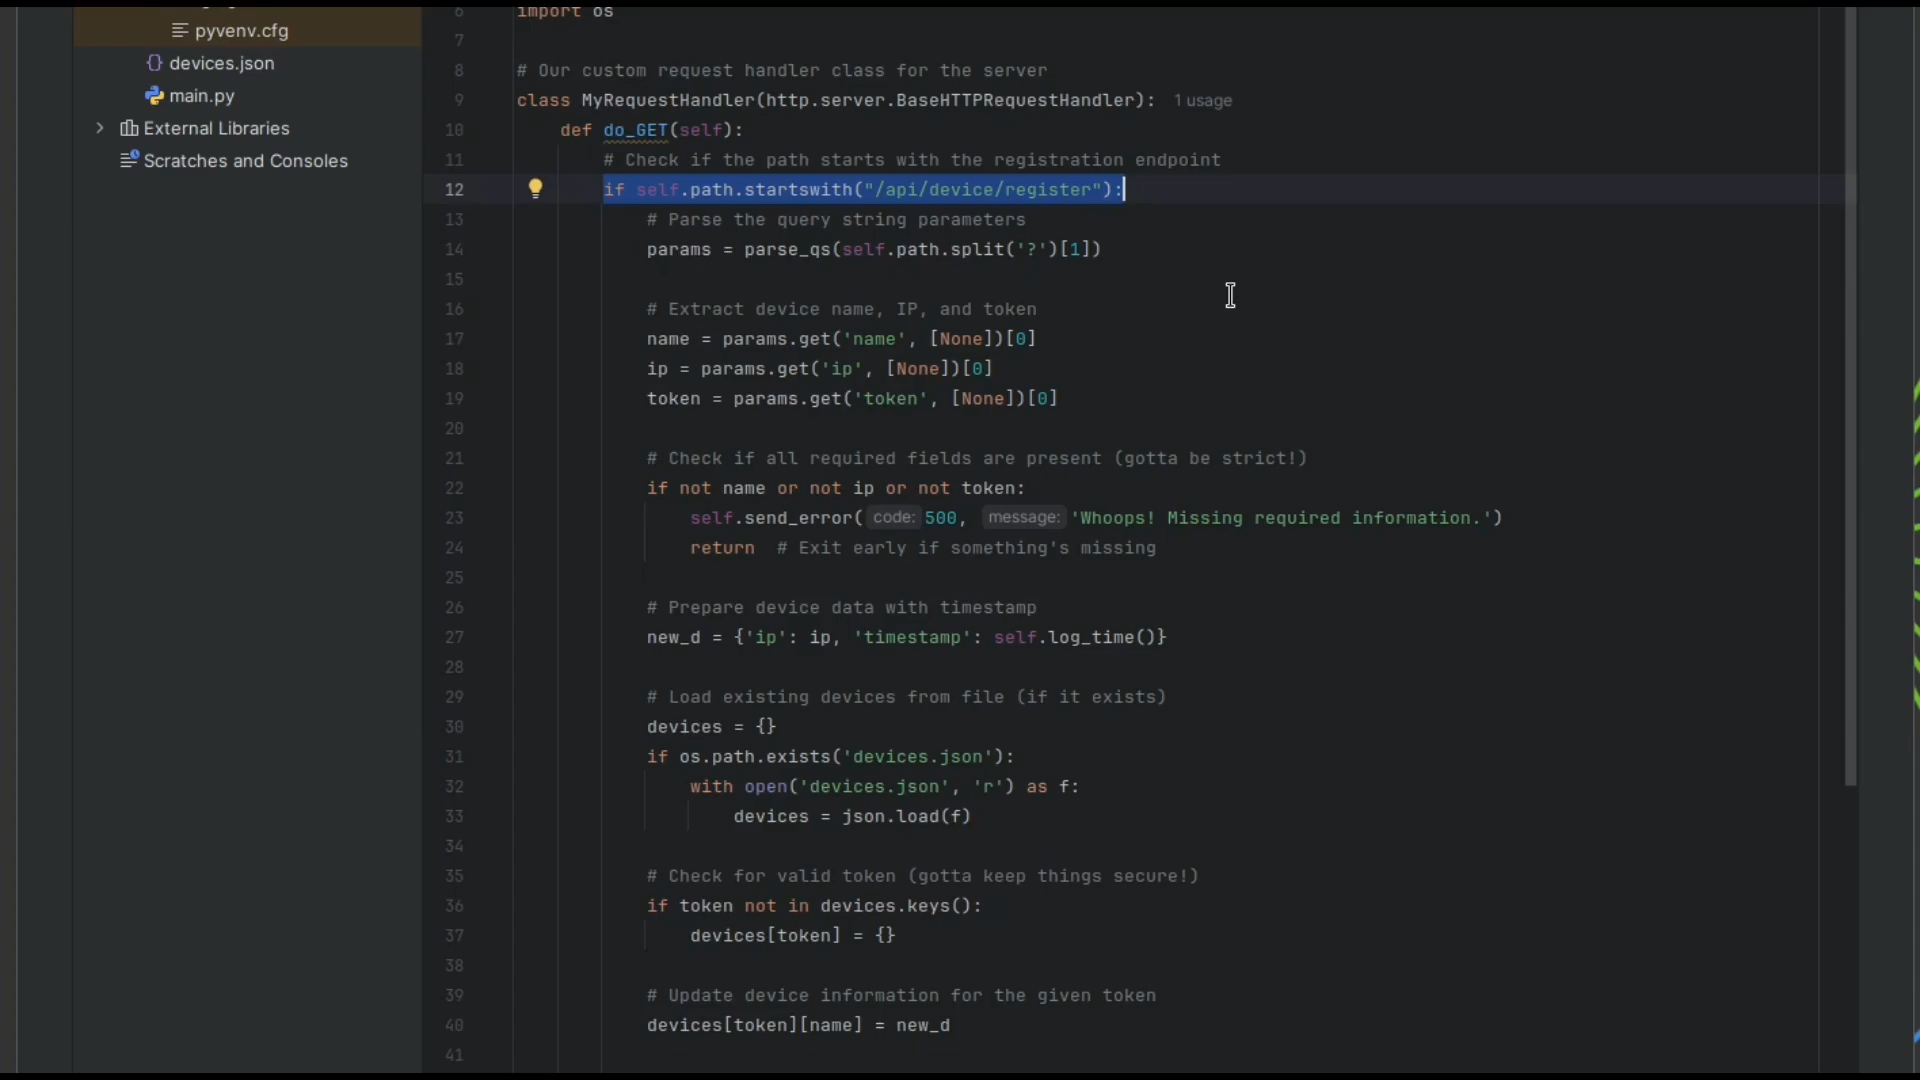 pyvenv.cfg
devices.json
main.py
External Libraries
Scratches and Consoles
6 import os
7
8 # Our custom request handler class for the server
9 class MyRequestHandler(http.server.BaseHTTPRequestHandler): 1 usage
10 def do_GET(self):
11 # Check if the path starts with the registration endpoint
12 if self.path.startswith("/api/device/register"):
13 # Parse the query string parameters
14 params = parse_qs(self.path.split('?')[1])
15
16 # Extract device name, IP, and token
17 name = params.get('name', [None])[0]
18 ip = params.get('ip', [None])[0]
19 token = params.get('token', [None])[0]
20
21 # Check if all required fields are present (gotta be strict!)
22 if not name or not ip or not token:
23 self.send_error( code: 500, message: 'Whoops! Missing required information.')
24 return # Exit early if something's missing
25
26 # Prepare device data with timestamp
27 new_d = {'ip': ip, 'timestamp': self.log_time()}
28
29 # Load existing devices from file (if it exists)
30 devices = {}
31 if os.path.exists('devices.json'):
32 with open('devices.json', 'r') as f:
33 devices = json.load(f)
34
35 # Check for valid token (gotta keep things secure!)
36 if token not in devices.keys():
37 devices[token] = {}
38
39 # Update device information for the given token
40 devices[token][name] = new_d
41